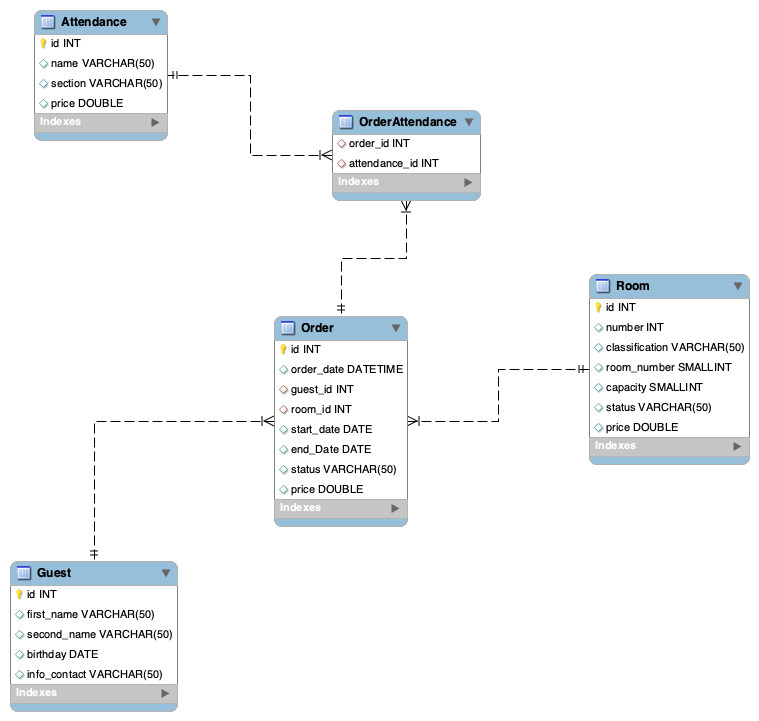 Attendance
id INT
name VARCHAR(50)
section VARCHAR(50)
price DOUBLE
Indexes
OrderAttendance
order_id INT
attendance_id INT
Indexes
Room
id INT
number INT
classification VARCHAR(50)
room_number SMALLINT
capacity SMALLINT
status VARCHAR(50)
price DOUBLE
Indexes
Order
id INT
order_date DATETIME
guest_id INT
room_id INT
start_date DATE
end_Date DATE
status VARCHAR(50)
price DOUBLE
Indexes
Guest
id INT
first_name VARCHAR(50)
second_name VARCHAR(50)
birthday DATE
info_contact VARCHAR(50)
Indexes